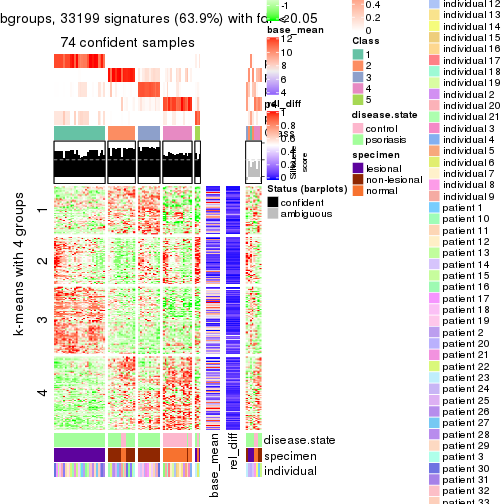 bgroups, 33199 signatures (63.9%) with fdr < 0.05
74 confident samples
k-means with 4 groups
1
2
3
4
base_mean
rel_diff
disease.state
specimen
individual
-1
base_mean
12
10
8
6
4
rel_diff
1
0.8
0.2
0
Silhouette
score
Status (barplots)
confident
ambiguous
0.4
0.2
0
Class
1
2
3
4
5
disease.state
control
psoriasis
specimen
lesional
non-lesional
normal
individual 12
individual 13
individual 14
individual 15
individual 16
individual 17
individual 18
individual 19
individual 2
individual 20
individual 21
individual 3
individual 4
individual 5
individual 6
individual 7
individual 8
individual 9
patient 1
patient 10
patient 11
patient 12
patient 13
patient 14
patient 15
patient 16
patient 17
patient 18
patient 19
patient 2
patient 20
patient 21
patient 22
patient 23
patient 24
patient 25
patient 26
patient 27
patient 28
patient 29
patient 3
patient 30
patient 31
patient 32
patient 33